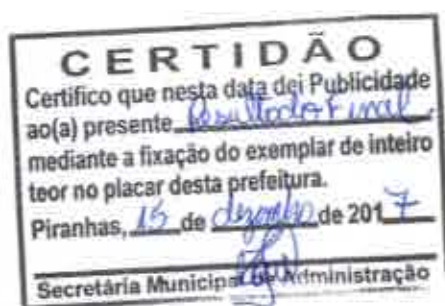 CERTIDÃO
Certifico que nesta data dei Publicidade
ao(a) presente Resultado Final
mediante a fixação do exemplar de inteiro
teor no placar desta prefeitura.
Piranhas, 15 de dezembro de 2017
Secretária Municipal de Administração